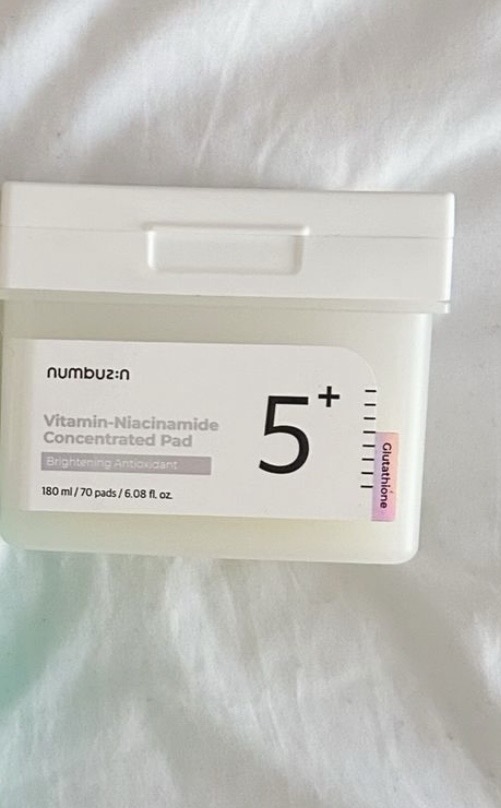 numbuz:n
Vitamin-Niacinamide
Concentrated Pad
Brightening Antioxidant
180 ml / 70 pads / 6.08 fl. oz.
5+
Glutathione